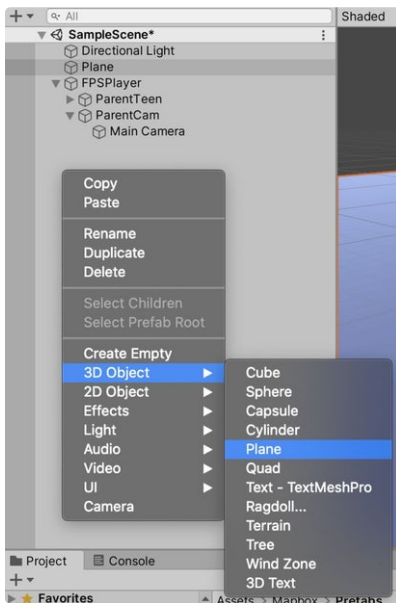 All
Shaded
SampleScene*
Directional Light
Plane
FPSPlayer
ParentTeen
ParentCam
Main Camera
Copy
Paste
Rename
Duplicate
Delete
Select Children
Select Prefab Root
Create Empty
3D Object
2D Object
Effects
Light
Audio
Video
UI
Camera
Cube
Sphere
Capsule
Cylinder
Plane
Quad
Text - TextMeshPro
Ragdoll...
Terrain
Tree
Wind Zone
3D Text
Project Console
Favorites
Assets > Mapbox > Prefabs